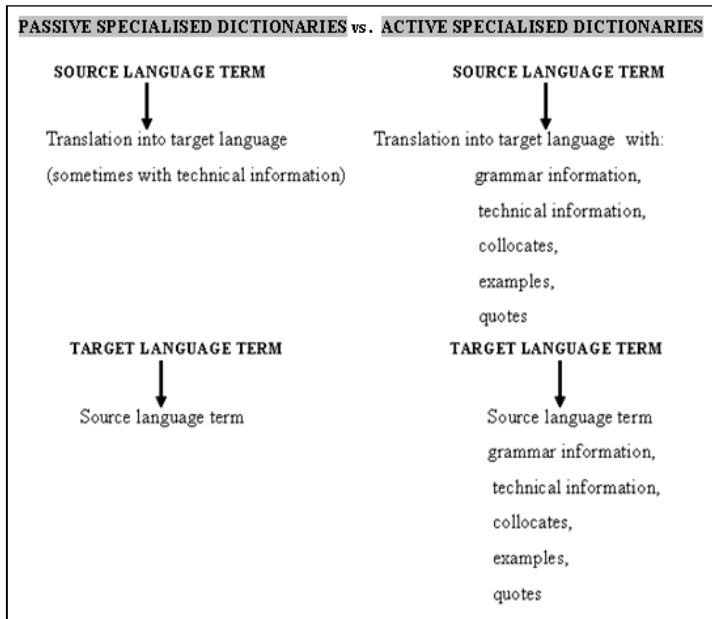 PASSIVE SPECIALISED DICTIONARIES vs. ACTIVE SPECIALISED DICTIONARIES
SOURCE LANGUAGE TERM
Translation into target language
(sometimes with technical information)
TARGET LANGUAGE TERM
Source language term
SOURCE LANGUAGE TERM
Translation into target language with:
grammar information,
technical information,
collocates,
examples,
quotes
TARGET LANGUAGE TERM
Source language term
grammar information,
technical information,
collocates,
examples,
quotes